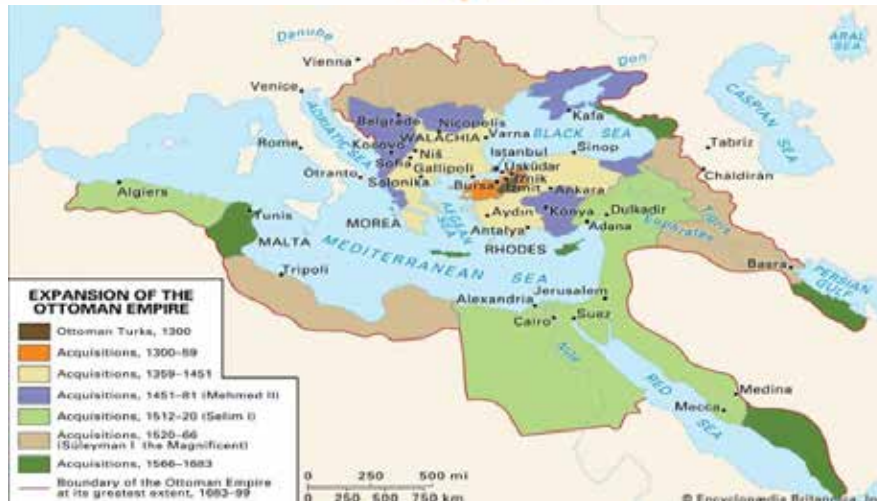 Danube
Vienna
Venice
ADRIATIC SEA
Rome
Otranto
Belgrade
Nicopolis
WALACHIA
Varna
Kosovo
Niš
Sofia
Gallipoli
Salonika
Bursa
Istanbul
Üsküdar
Iznik
Izmit
Ankara
Kafa
BLACK SEA
Sinop
Don
ARAL SEA
CASPIAN SEA
Tabriz
Chāldirān
Algiers
Tunis
MALTA
Tripoli
MOREA
AEGEAN SEA
Aydın
Konya
Dulkadir
Antalya
Adana
RHODES
MEDITERRANEAN SEA
Euphrates
Tigris
Basra
PERSIAN GULF
Alexandria
Jerusalem
Cairo
Suez
Nile
RED SEA
Medina
Mecca
EXPANSION OF THE
OTTOMAN EMPIRE
Ottoman Turks, 1300
Acquisitions, 1300–59
Acquisitions, 1359–1451
Acquisitions, 1451–81 (Mehmed II)
Acquisitions, 1512–20 (Selim I)
Acquisitions, 1520–66
(Süleyman I the Magnificent)
Acquisitions, 1566–1683
Boundary of the Ottoman Empire
at its greatest extent, 1683–99
0 250 500 mi
0 250 500 750 km
© Encyclopædia Britannica, In